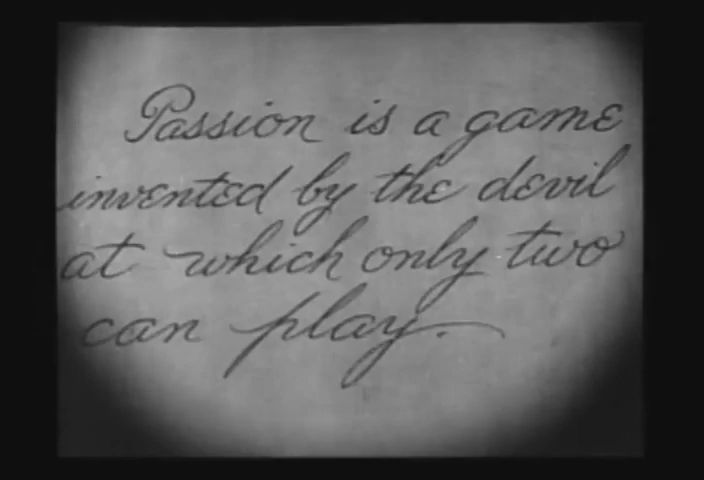 Passion is a game
invented by the devil
at which only two
can play.